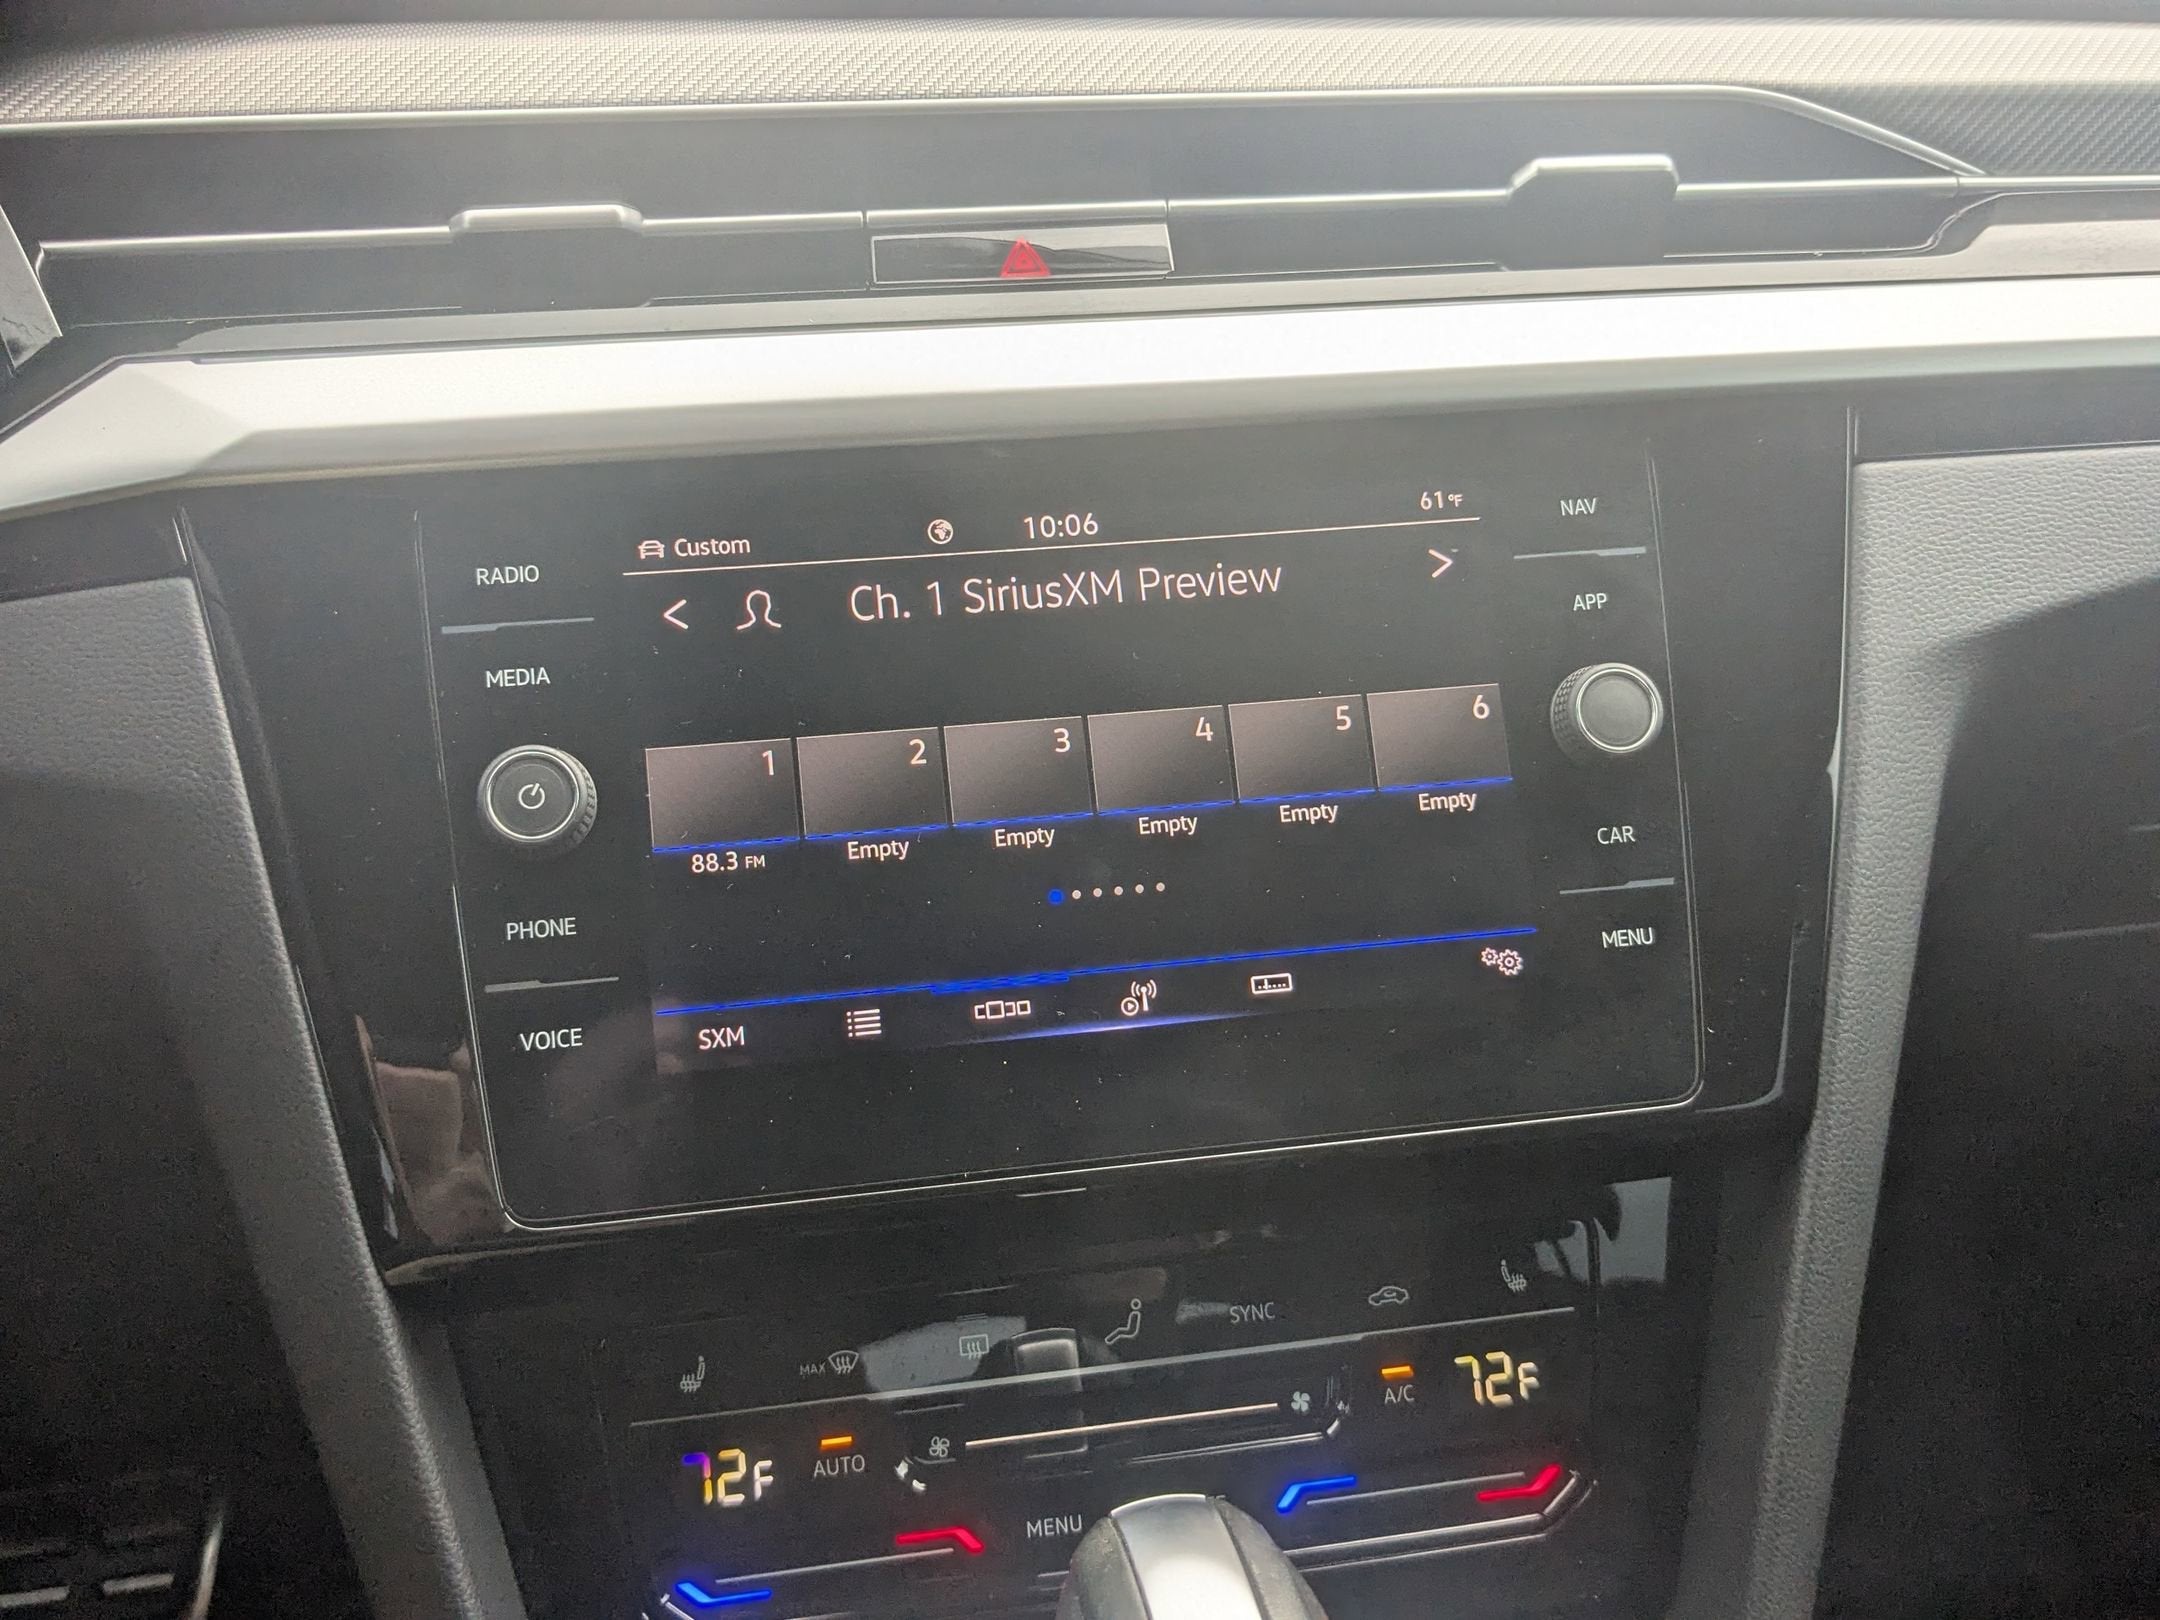 RADIO
MEDIA
PHONE
VOICE
Custom
10:06
61°F
Ch. 1 SiriusXM Preview
1
2
3
4
5
6
88.3 FM
Empty
Empty
Empty
Empty
Empty
SXM
NAV
APP
CAR
MENU
MAX
SYNC
72F
AUTO
A/C
72F
MENU